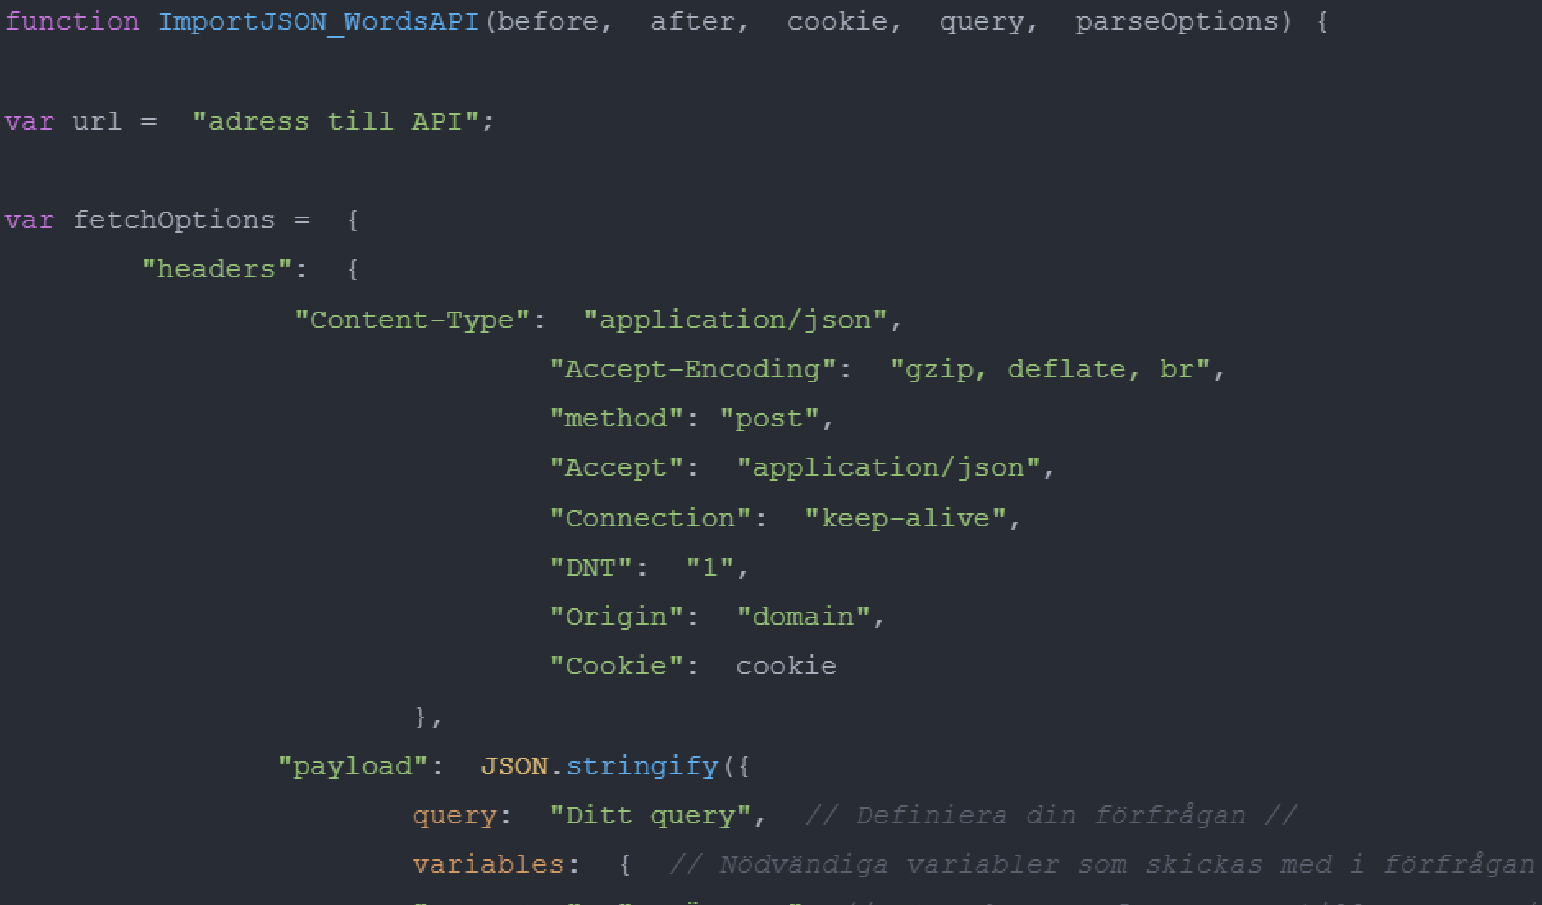 function ImportJSON_WordsAPI(before, after, cookie, query, parseOptions) {
var url = "adress till API";
var fetchOptions = {
"headers": {
"Content-Type": "application/json",
"Accept-Encoding": "gzip, deflate, br",
"method": "post",
"Accept": "application/json",
"Connection": "keep-alive",
"DNT": "1",
"Origin": "domain",
"Cookie": cookie
},
"payload": JSON.stringify({
query: "Ditt query", // Definiera din förfrågan //
variables: { // Nödvändiga variabler som skickas med i förfrågan